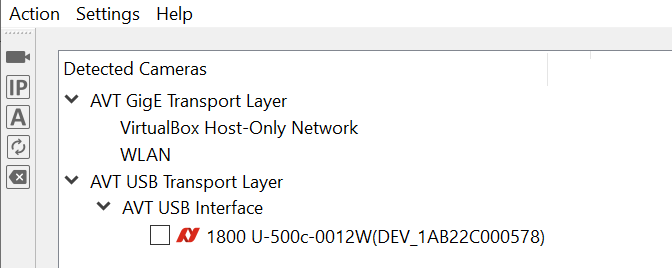 Action Settings Help
IP
A
Detected Cameras
AVT GigE Transport Layer
VirtualBox Host-Only Network
WLAN
AVT USB Transport Layer
AVT USB Interface
1800 U-500c-0012W(DEV_1AB22C000578)